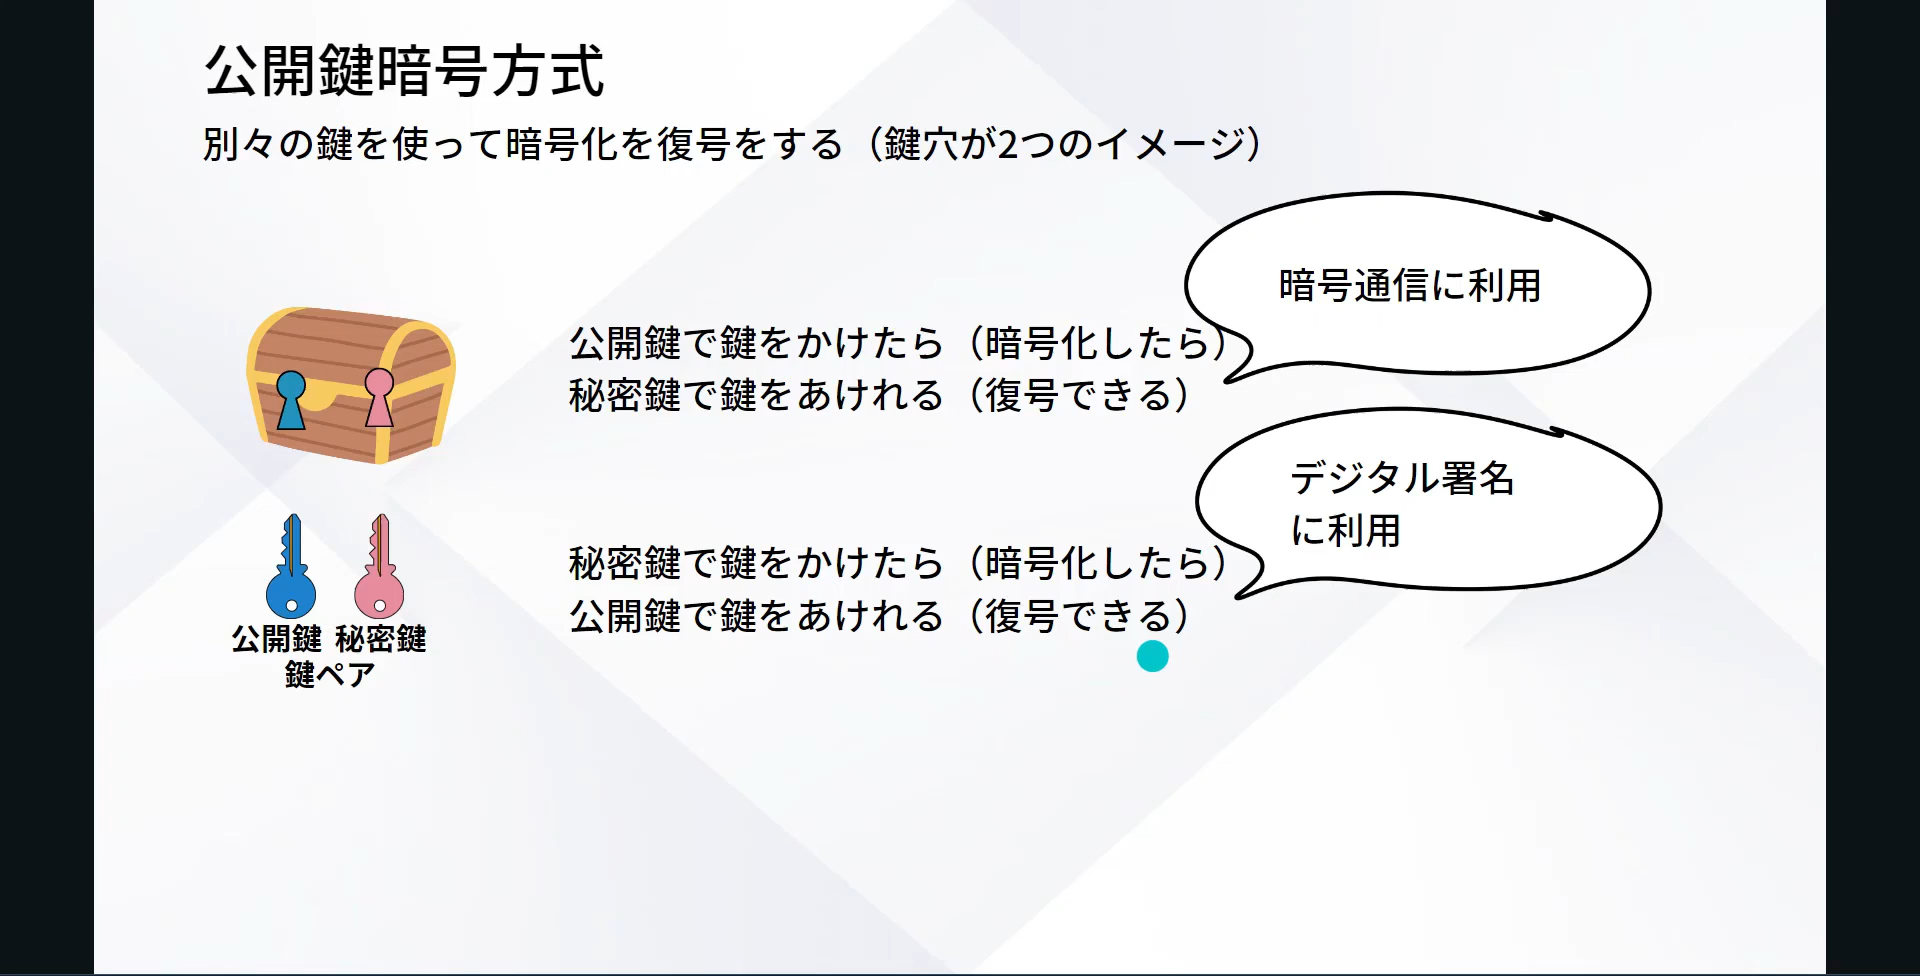 公開鍵暗号方式
別々の鍵を使って暗号化を復号をする（鍵穴が2つのイメージ）
暗号通信に利用
公開鍵で鍵をかけたら（暗号化したら）
秘密鍵で鍵をあけれる（復号できる）
デジタル署名
に利用
秘密鍵で鍵をかけたら（暗号化したら）
公開鍵で鍵をあけれる（復号できる）
公開鍵 秘密鍵
鍵ペア